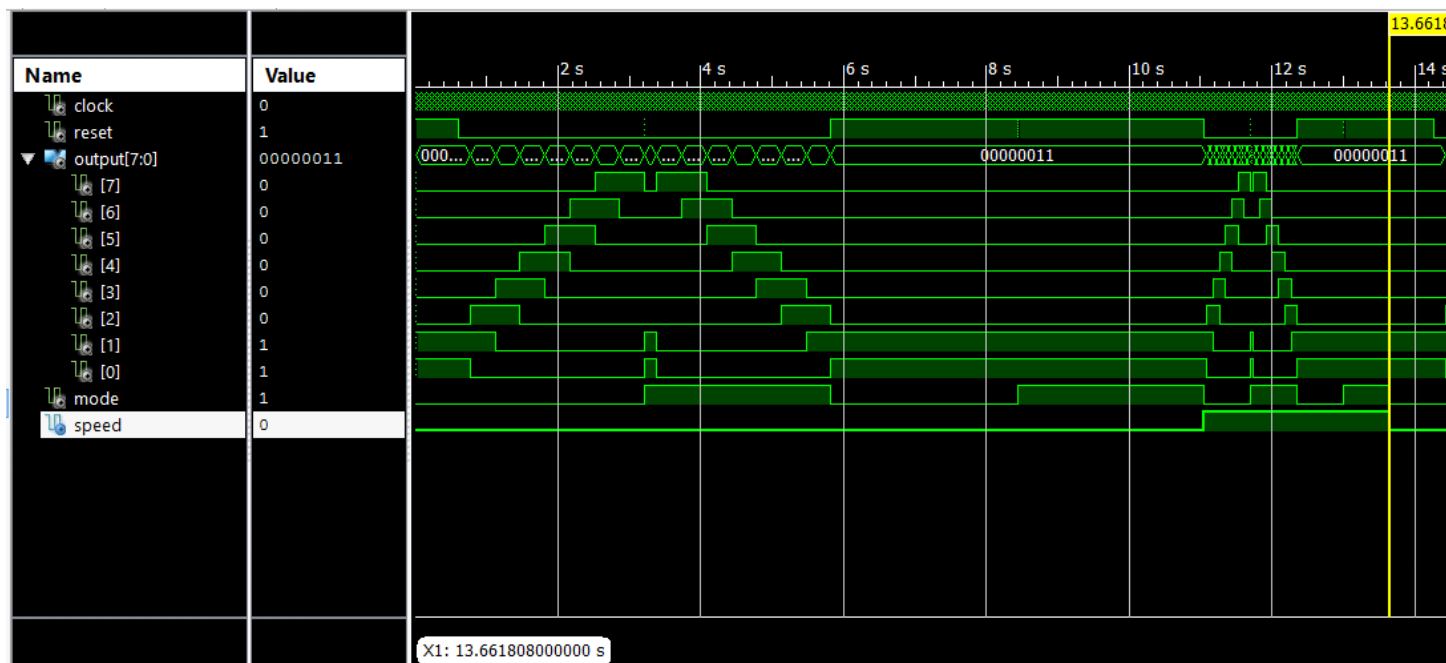 13.6618
2 s 4 s 6 s 8 s 10 s 12 s 14 s
Name Value
clock 0
reset 1
output[7:0] 00000011 000... ... ... ... ... ... ... ... ... ... ... ... 00000011 00000011
[7] 0
[6] 0
[5] 0
[4] 0
[3] 0
[2] 0
[1] 1
[0] 1
mode 1
speed 0
X1: 13.661808000000 s